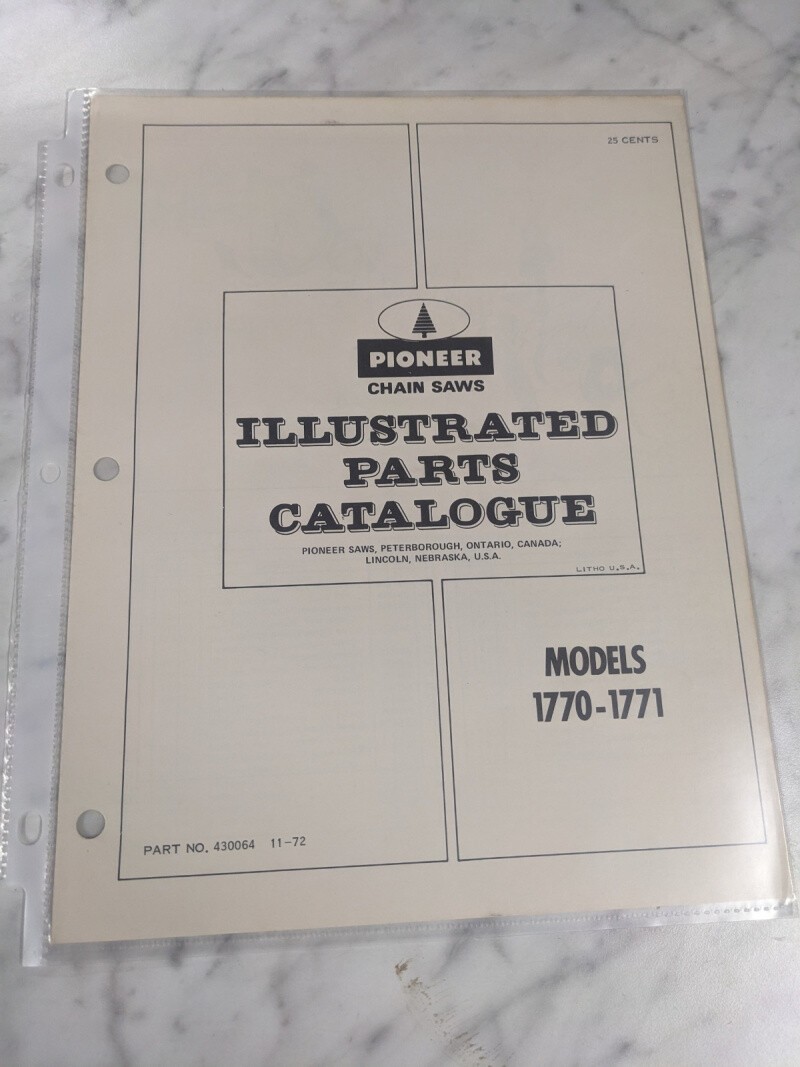 25 CENTS
PIONEER
CHAIN SAWS
ILLUSTRATED
PARTS
CATALOGUE
PIONEER SAWS, PETERBOROUGH, ONTARIO, CANADA;
LINCOLN, NEBRASKA, U.S.A.
LITHO U.S.A.
MODELS
1770-1771
PART NO. 430064 11-72